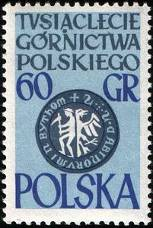 TYSIĄCLECIE
GÓRNICTWA
POLSKIEGO
60 GR
POLSKA